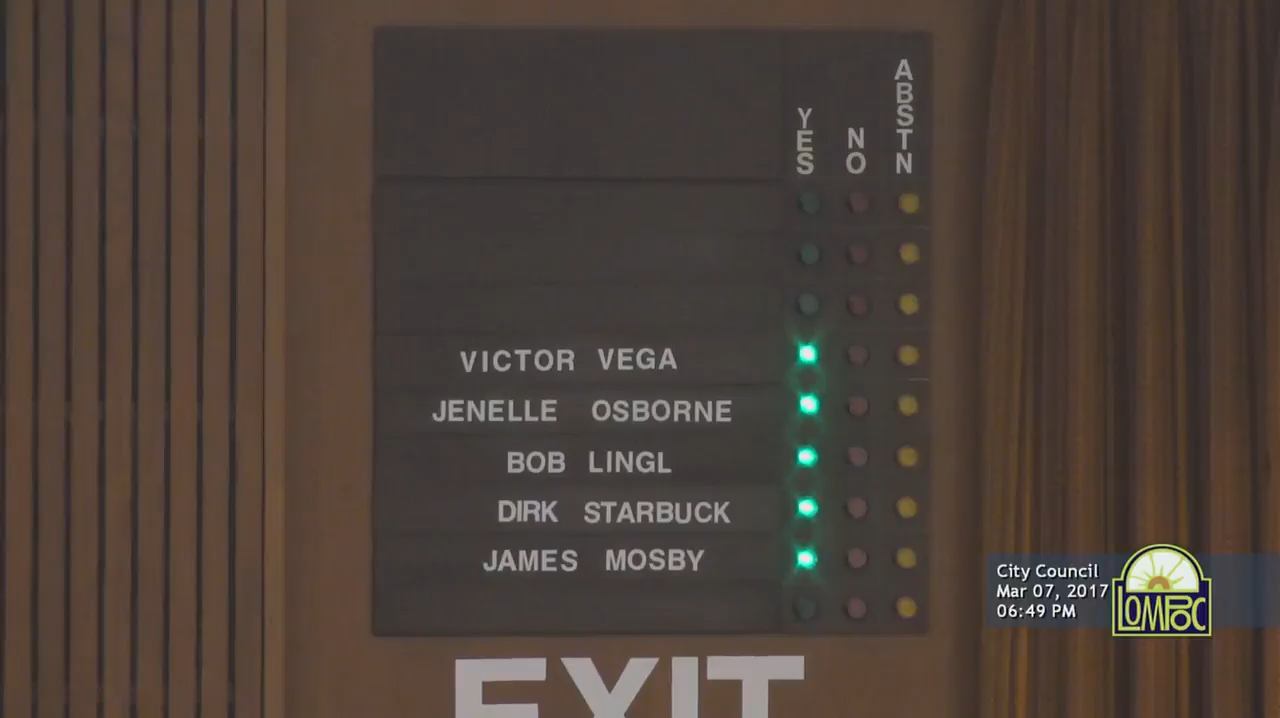 YES NO ABSTN
VICTOR VEGA
JENELLE OSBORNE
BOB LINGL
DIRK STARBUCK
JAMES MOSBY
City Council
Mar 07, 2017
06:49 PM
LOMPOC
EXIT